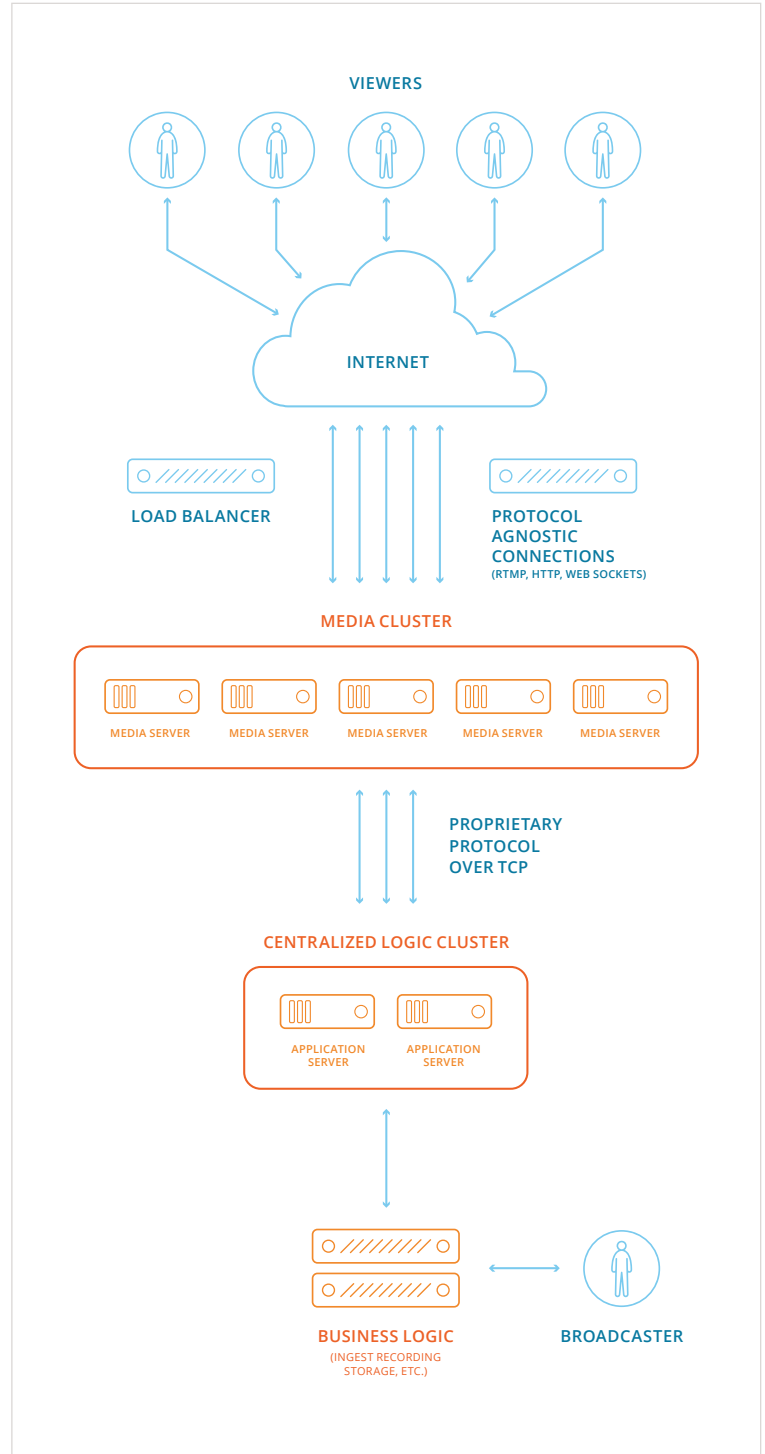 VIEWERS
INTERNET
LOAD BALANCER
PROTOCOL
AGNOSTIC
CONNECTIONS
(RTMP, HTTP, WEB SOCKETS)
MEDIA CLUSTER
MEDIA SERVER
MEDIA SERVER
MEDIA SERVER
MEDIA SERVER
MEDIA SERVER
PROPRIETARY
PROTOCOL
OVER TCP
CENTRALIZED LOGIC CLUSTER
APPLICATION
SERVER
APPLICATION
SERVER
BUSINESS LOGIC
(INGEST RECORDING
STORAGE, ETC.)
BROADCASTER